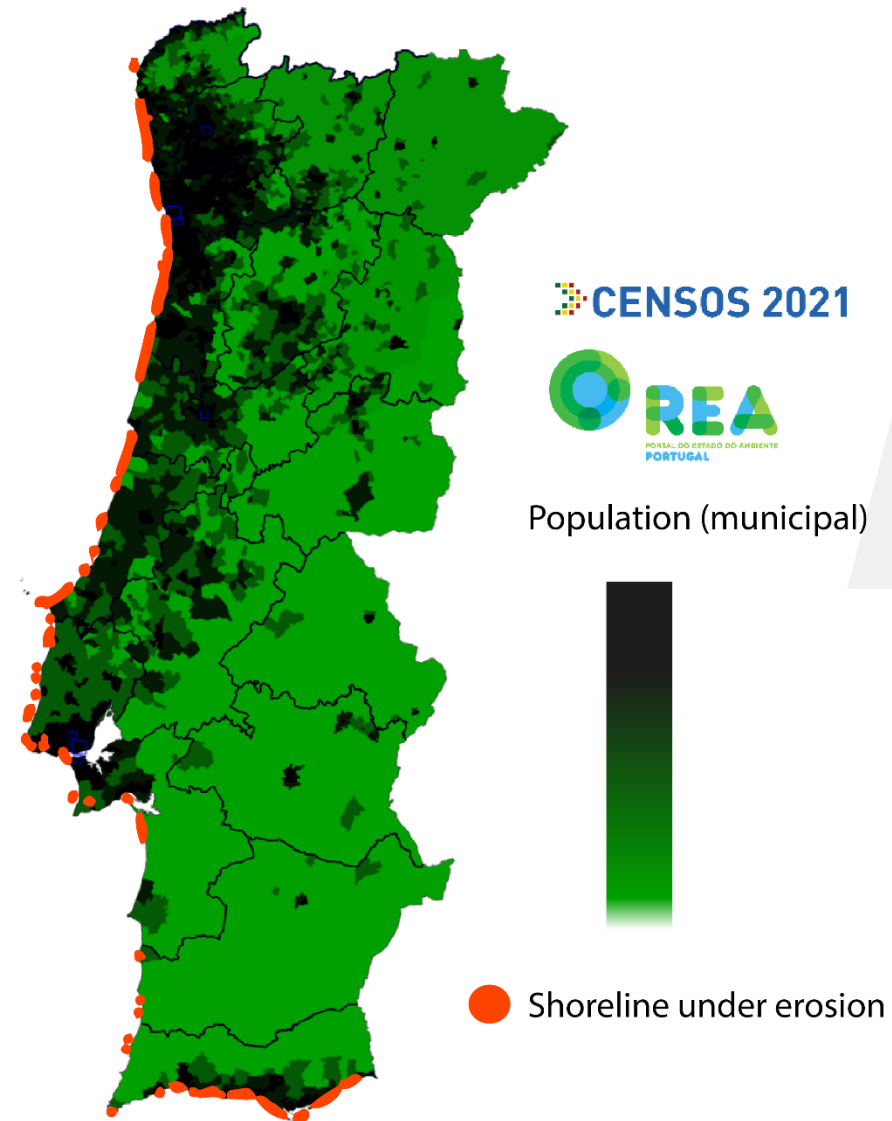 CENSOS 2021
REA
PORTAL DO ESTADO DO AMBIENTE
PORTUGAL
Population (municipal)
Shoreline under erosion